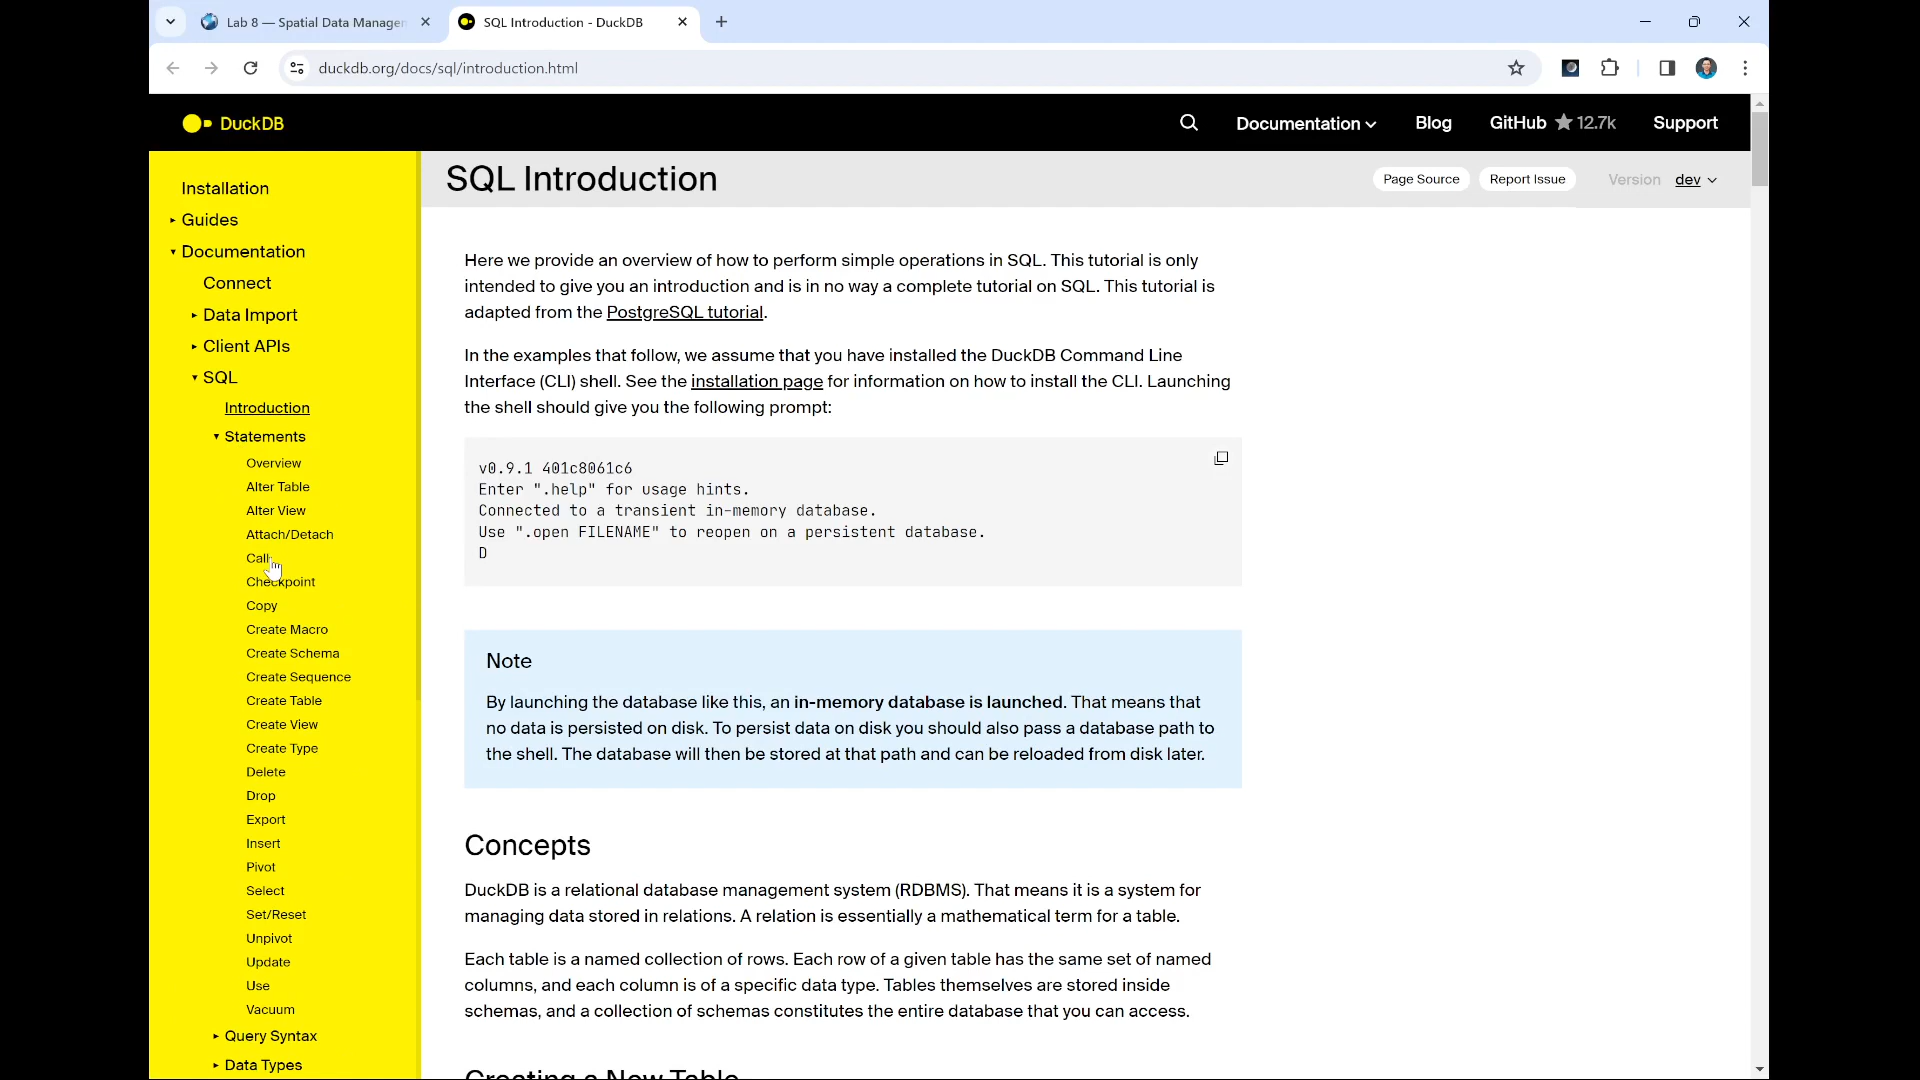 Lab 8 — Spatial Data Manager
SQL Introduction - DuckDB
duckdb.org/docs/sql/introduction.html
DuckDB
Documentation
Blog
GitHub
12.7k
Support
Installation
Guides
Documentation
Connect
Data Import
Client APIs
SQL
Introduction
Statements
Overview
Alter Table
Alter View
Attach/Detach
Call
Checkpoint
Copy
Create Macro
Create Schema
Create Sequence
Create Table
Create View
Create Type
Delete
Drop
Export
Insert
Pivot
Select
Set/Reset
Unpivot
Update
Use
Vacuum
Query Syntax
Data Types
SQL Introduction
Page Source
Report Issue
Version
dev
Here we provide an overview of how to perform simple operations in SQL. This tutorial is only
intended to give you an introduction and is in no way a complete tutorial on SQL. This tutorial is
adapted from the PostgreSQL tutorial.
In the examples that follow, we assume that you have installed the DuckDB Command Line
Interface (CLI) shell. See the installation page for information on how to install the CLI. Launching
the shell should give you the following prompt:
v0.9.1 401c8061c6
Enter ".help" for usage hints.
Connected to a transient in-memory database.
Use ".open FILENAME" to reopen on a persistent database.
D
Note
By launching the database like this, an in-memory database is launched. That means that
no data is persisted on disk. To persist data on disk you should also pass a database path to
the shell. The database will then be stored at that path and can be reloaded from disk later.
Concepts
DuckDB is a relational database management system (RDBMS). That means it is a system for
managing data stored in relations. A relation is essentially a mathematical term for a table.
Each table is a named collection of rows. Each row of a given table has the same set of named
columns, and each column is of a specific data type. Tables themselves are stored inside
schemas, and a collection of schemas constitutes the entire database that you can access.
Creating a New Table